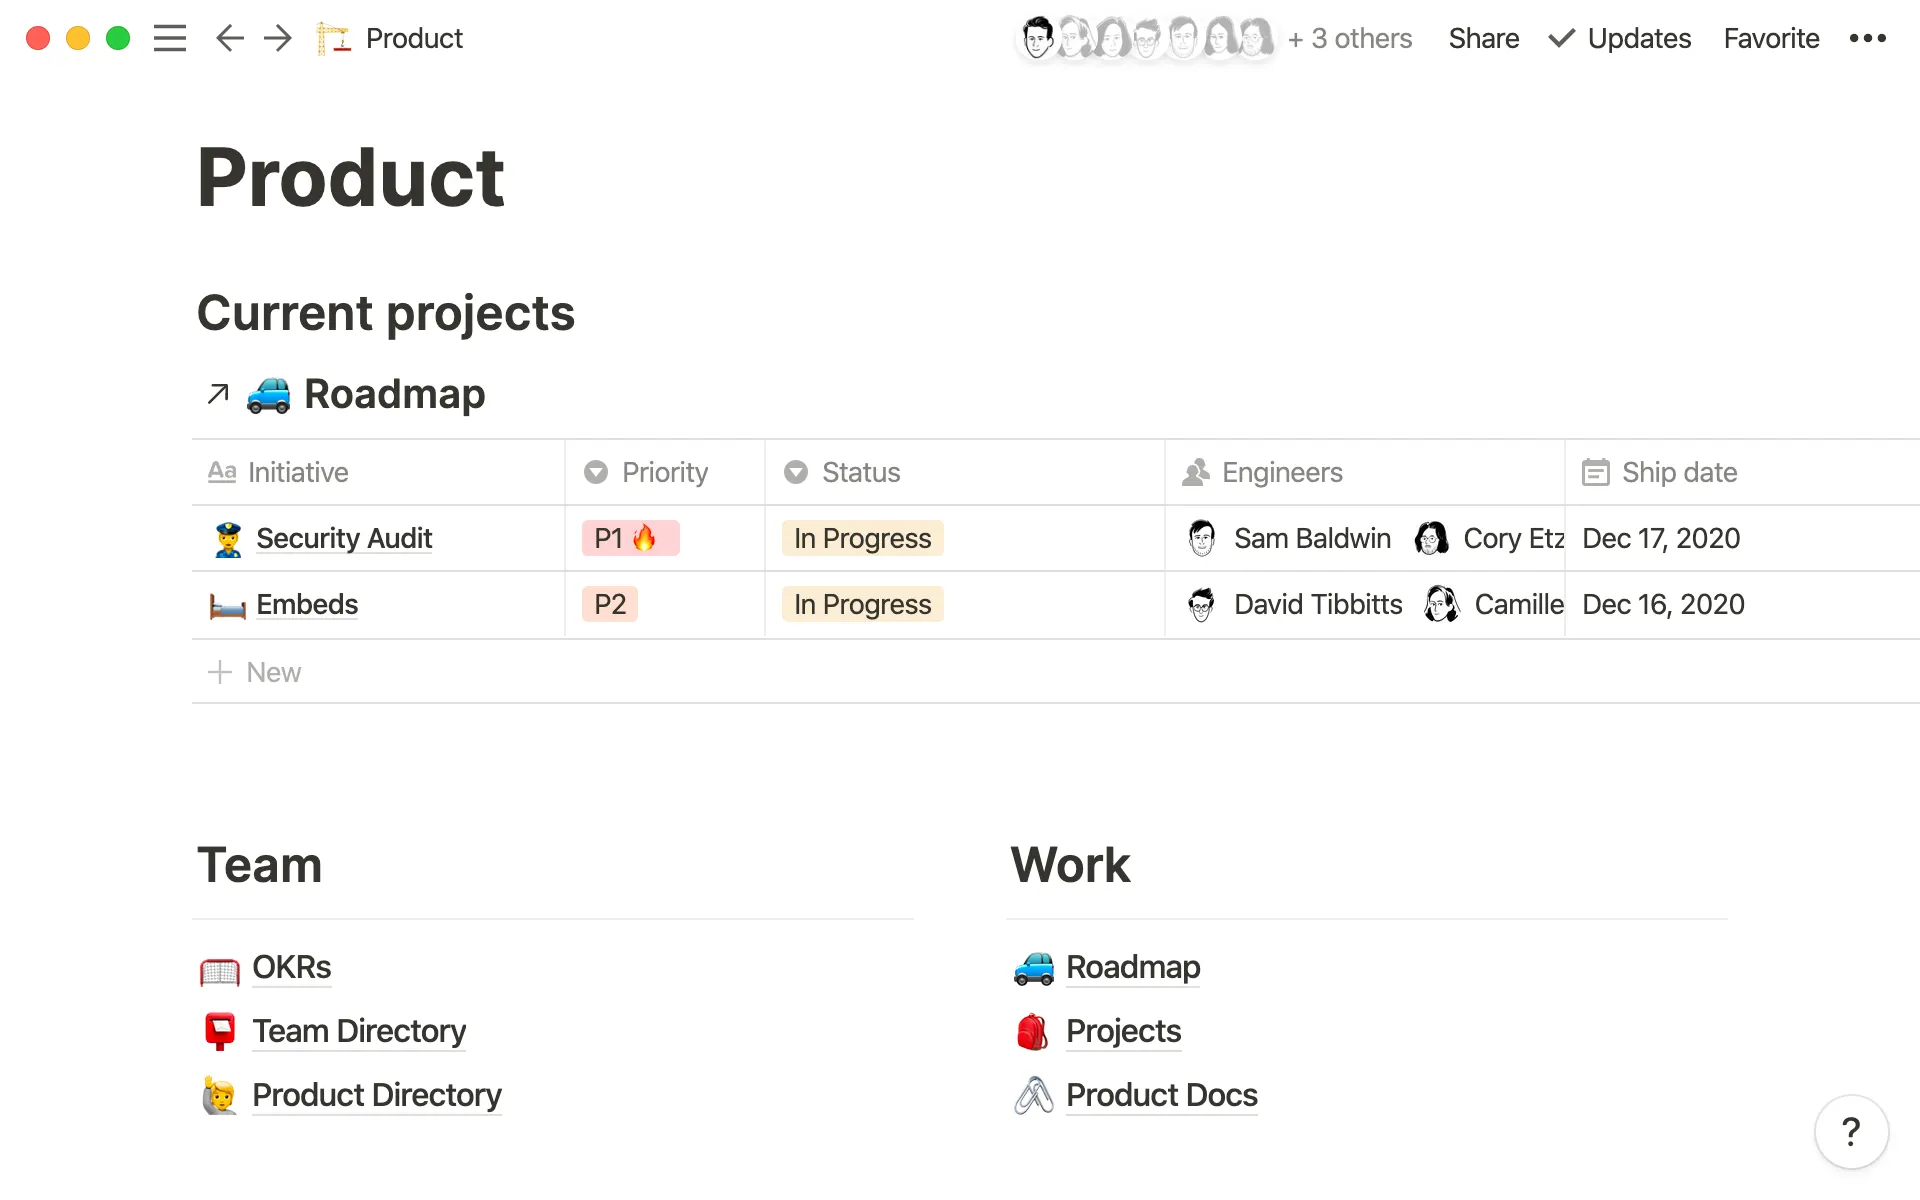 Product + 3 others Share Updates Favorite
Product
Current projects
Roadmap
Aa Initiative Priority Status Engineers Ship date
Security Audit P1 In Progress Sam Baldwin Cory Etz Dec 17, 2020
Embeds P2 In Progress David Tibbitts Camille Dec 16, 2020
New
Team
OKRs
Team Directory
Product Directory
Work
Roadmap
Projects
Product Docs
?